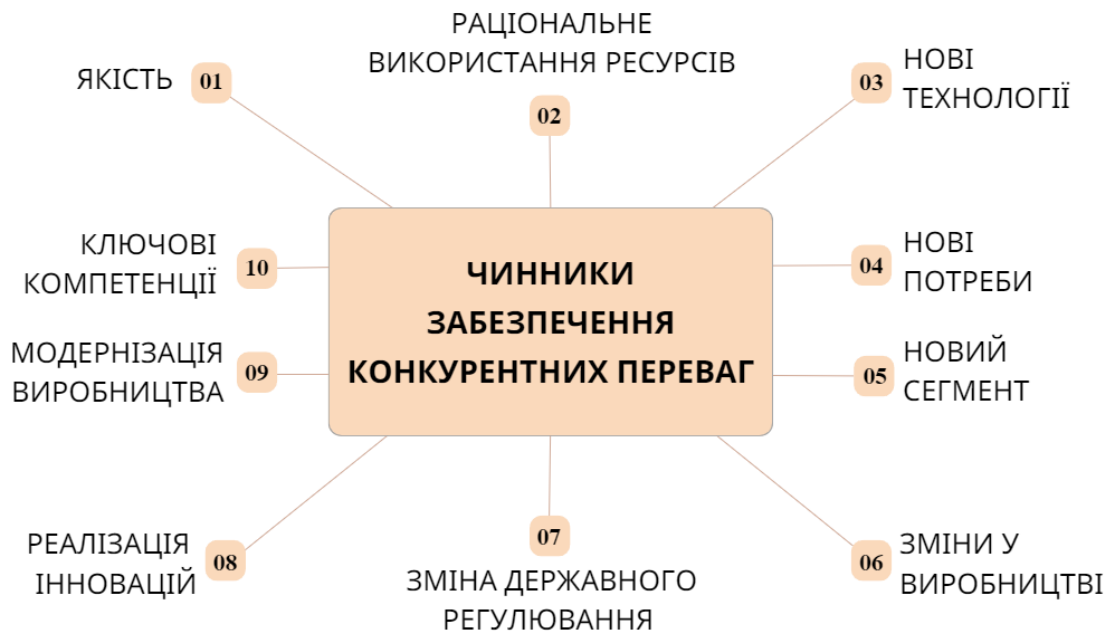 ЯКІСТЬ
01
РАЦІОНАЛЬНЕ
ВИКОРИСТАННЯ РЕСУРСІВ
02
03
НОВІ
ТЕХНОЛОГІЇ
ЧИННИКИ
ЗАБЕЗПЕЧЕННЯ
КОНКУРЕНТНИХ ПЕРЕВАГ
04
НОВІ
ПОТРЕБИ
05
НОВИЙ
СЕГМЕНТ
06
ЗМІНИ У
ВИРОБНИЦТВІ
07
ЗМІНА ДЕРЖАВНОГО
РЕГУЛЮВАННЯ
РЕАЛІЗАЦІЯ
ІННОВАЦІЙ
08
МОДЕРНІЗАЦІЯ
ВИРОБНИЦТВА
09
КЛЮЧОВІ
КОМПЕТЕНЦІЇ
10